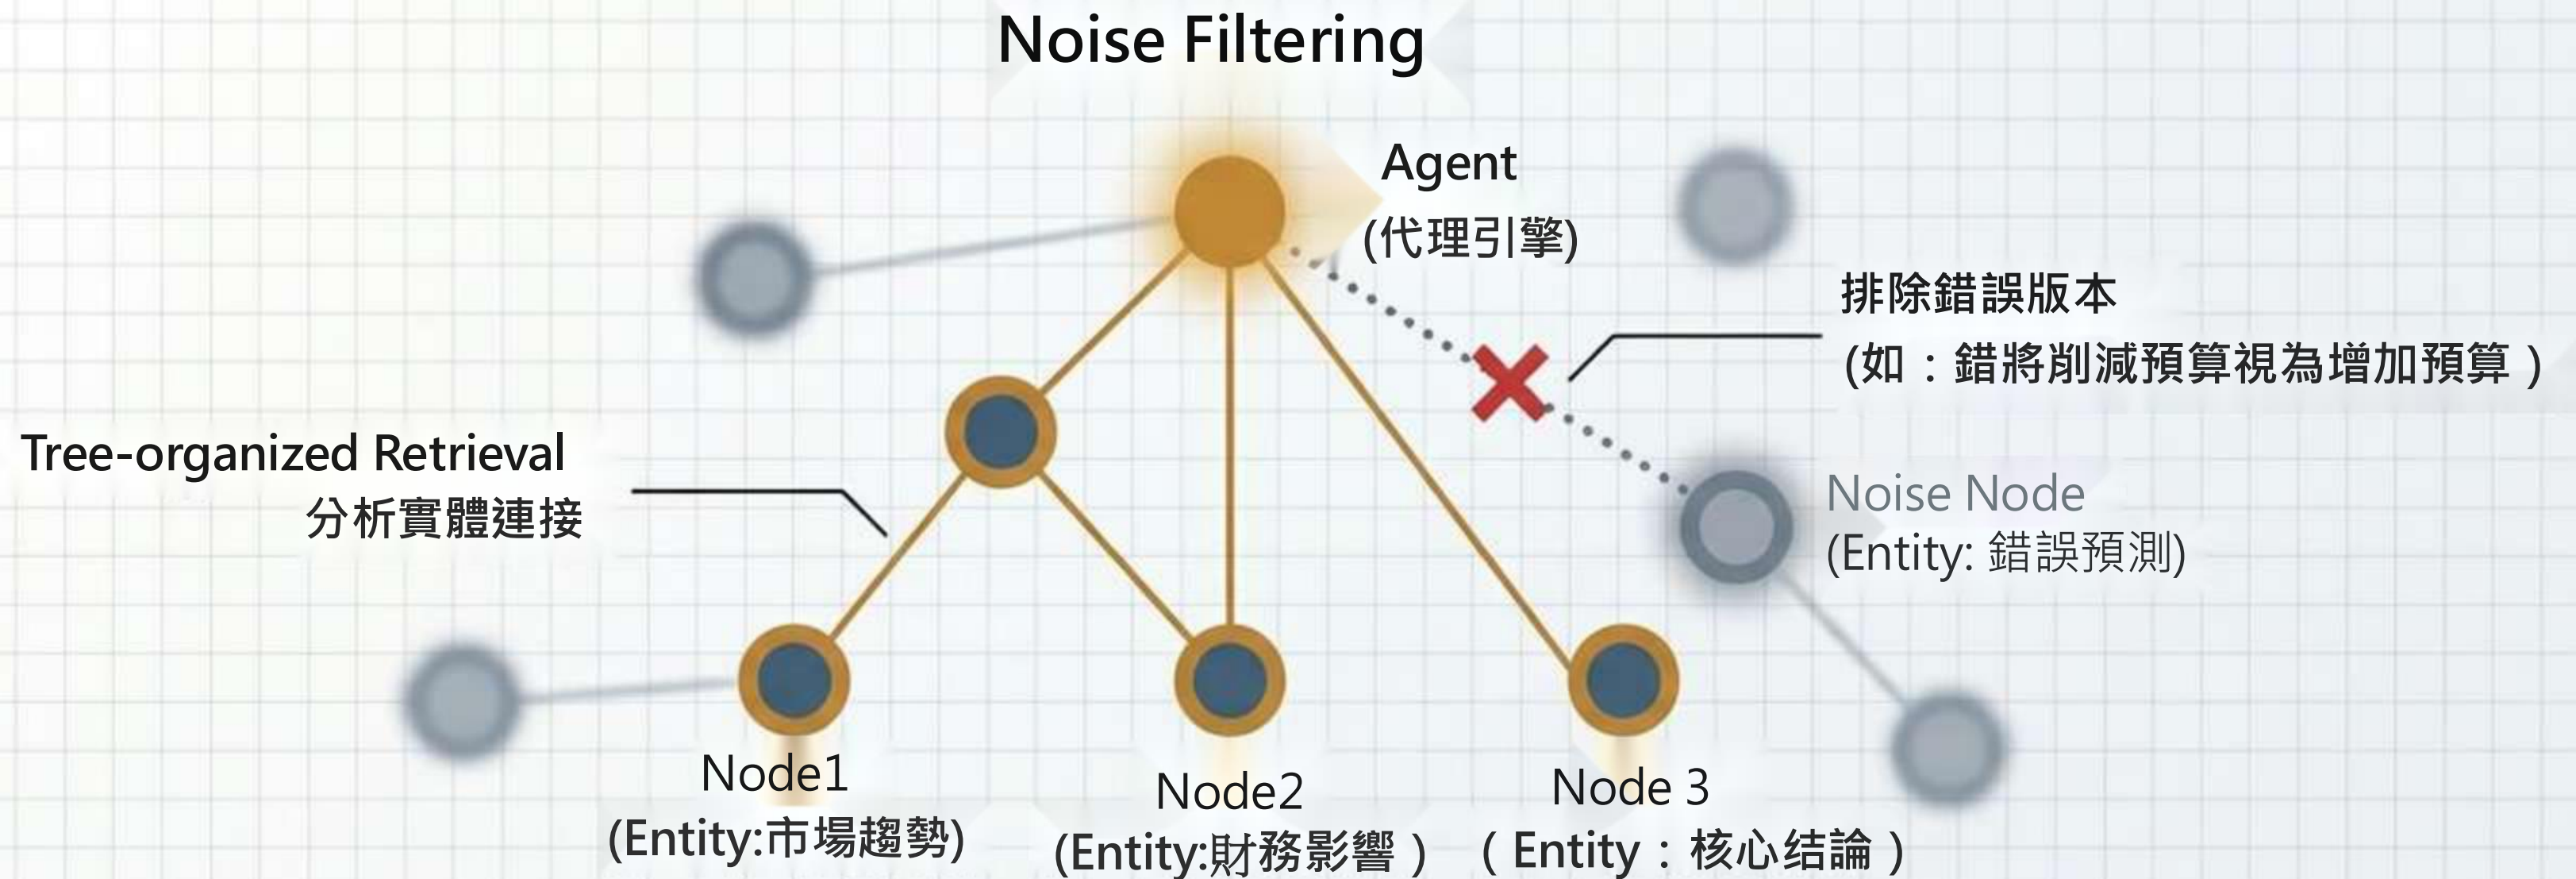 Noise Filtering
Agent
(代理引擎)
排除錯誤版本
(如：錯將削減預算視為增加預算）
Tree-organized Retrieval
分析實體連接
Noise Node
(Entity: 錯誤預測)
Node1
(Entity:市場趨勢)
Node2
(Entity:財務影響）
Node 3
（Entity：核心结論）